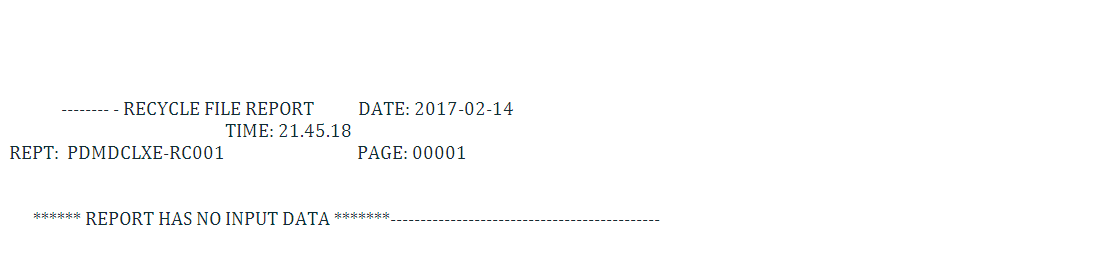 -------- - RECYCLE FILE REPORT DATE: 2017-02-14
TIME: 21.45.18
REPT: PDMDCLXE-RC001 PAGE: 00001
****** REPORT HAS NO INPUT DATA *******---------------------------------------------